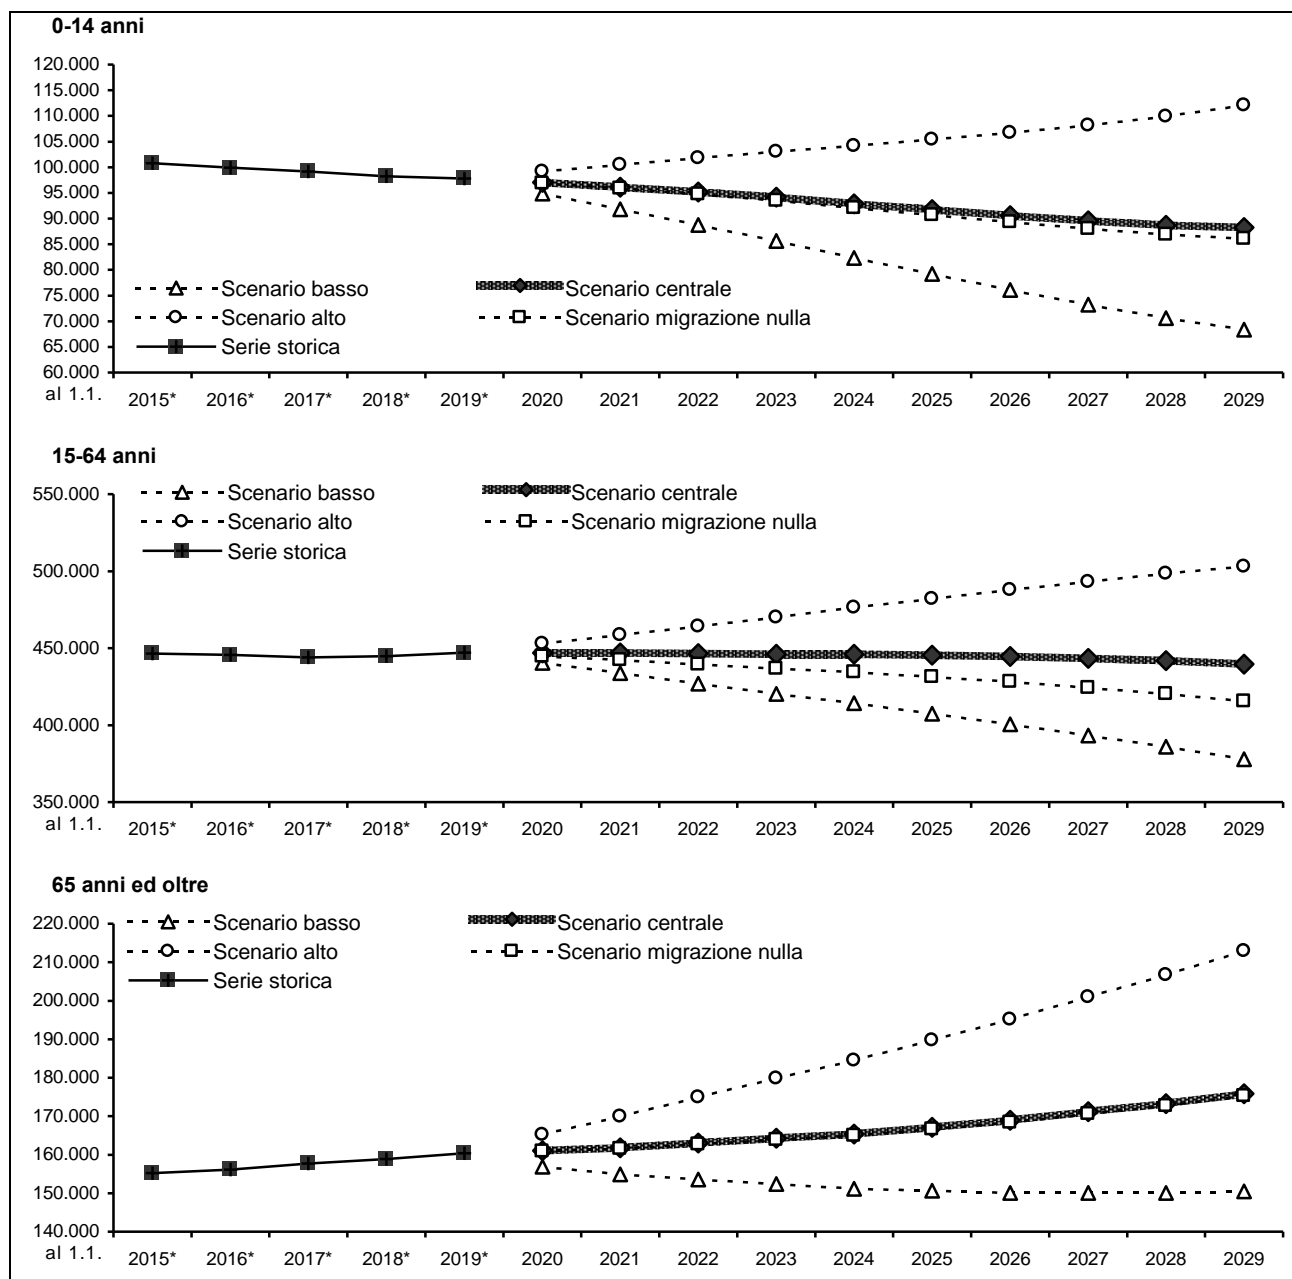 0-14 anni
120.000
115.000
110.000
105.000
100.000
95.000
90.000
85.000
80.000
75.000
70.000
65.000
60.000
Scenario basso
Scenario centrale
Scenario alto
Scenario migrazione nulla
Serie storica
al 1.1.
2015* 2016* 2017* 2018* 2019* 2020 2021 2022 2023 2024 2025 2026 2027 2028 2029
15-64 anni
550.000
500.000
450.000
400.000
350.000
Scenario basso
Scenario centrale
Scenario alto
Scenario migrazione nulla
Serie storica
al 1.1.
2015* 2016* 2017* 2018* 2019* 2020 2021 2022 2023 2024 2025 2026 2027 2028 2029
65 anni ed oltre
220.000
210.000
200.000
190.000
180.000
170.000
160.000
150.000
140.000
Scenario basso
Scenario centrale
Scenario alto
Scenario migrazione nulla
Serie storica
al 1.1.
2015* 2016* 2017* 2018* 2019* 2020 2021 2022 2023 2024 2025 2026 2027 2028 2029